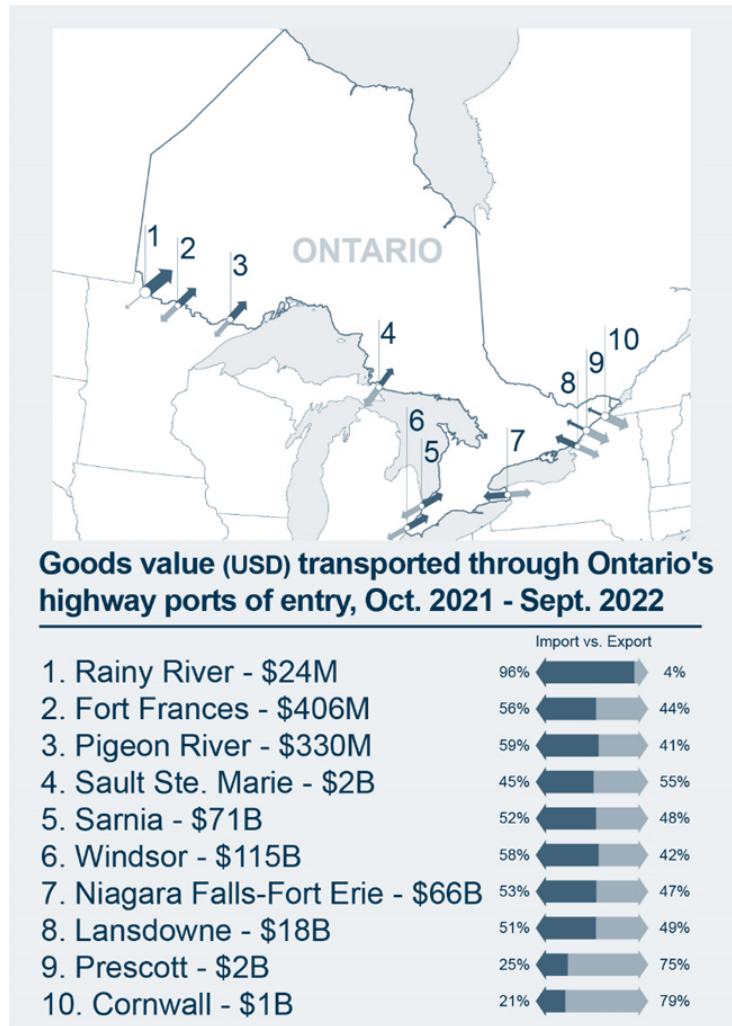 1
2
3
ONTARIO
4
10
9
8
6
7
5
Goods value (USD) transported through Ontario's
highway ports of entry, Oct. 2021 - Sept. 2022
Import vs. Export
1. Rainy River - $24M 96% 4%
2. Fort Frances - $406M 56% 44%
3. Pigeon River - $330M 59% 41%
4. Sault Ste. Marie - $2B 45% 55%
5. Sarnia - $71B 52% 48%
6. Windsor - $115B 58% 42%
7. Niagara Falls-Fort Erie - $66B 53% 47%
8. Lansdowne - $18B 51% 49%
9. Prescott - $2B 25% 75%
10. Cornwall - $1B 21% 79%